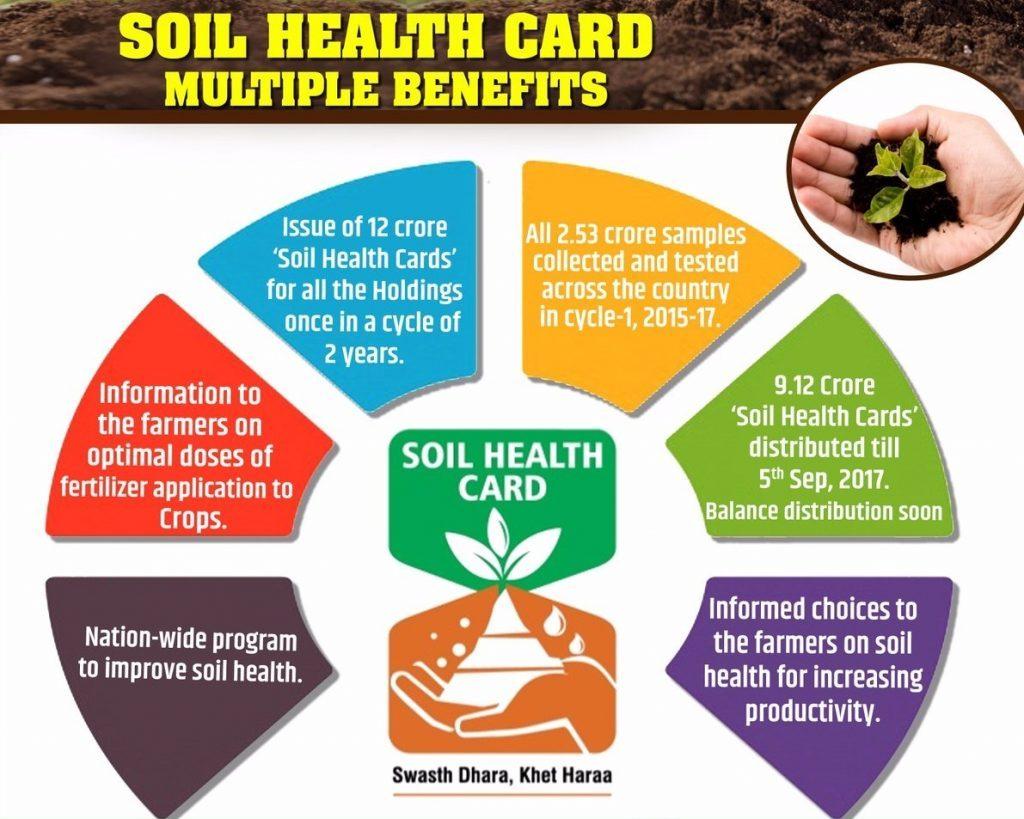 SOIL HEALTH CARD
MULTIPLE BENEFITS
Issue of 12 crore
‘Soil Health Cards’
for all the Holdings
once in a cycle of
2 years.
All 2.53 crore samples
collected and tested
across the country
in cycle-1, 2015-17.
Information to
the farmers on
optimal doses of
fertilizer application to
Crops.
9.12 Crore
‘Soil Health Cards’
distributed till
5th Sep, 2017.
Balance distribution soon
SOIL HEALTH
CARD
Nation-wide program
to improve soil health.
Informed choices to
the farmers on soil
health for increasing
productivity.
Swasth Dhara, Khet Haraa